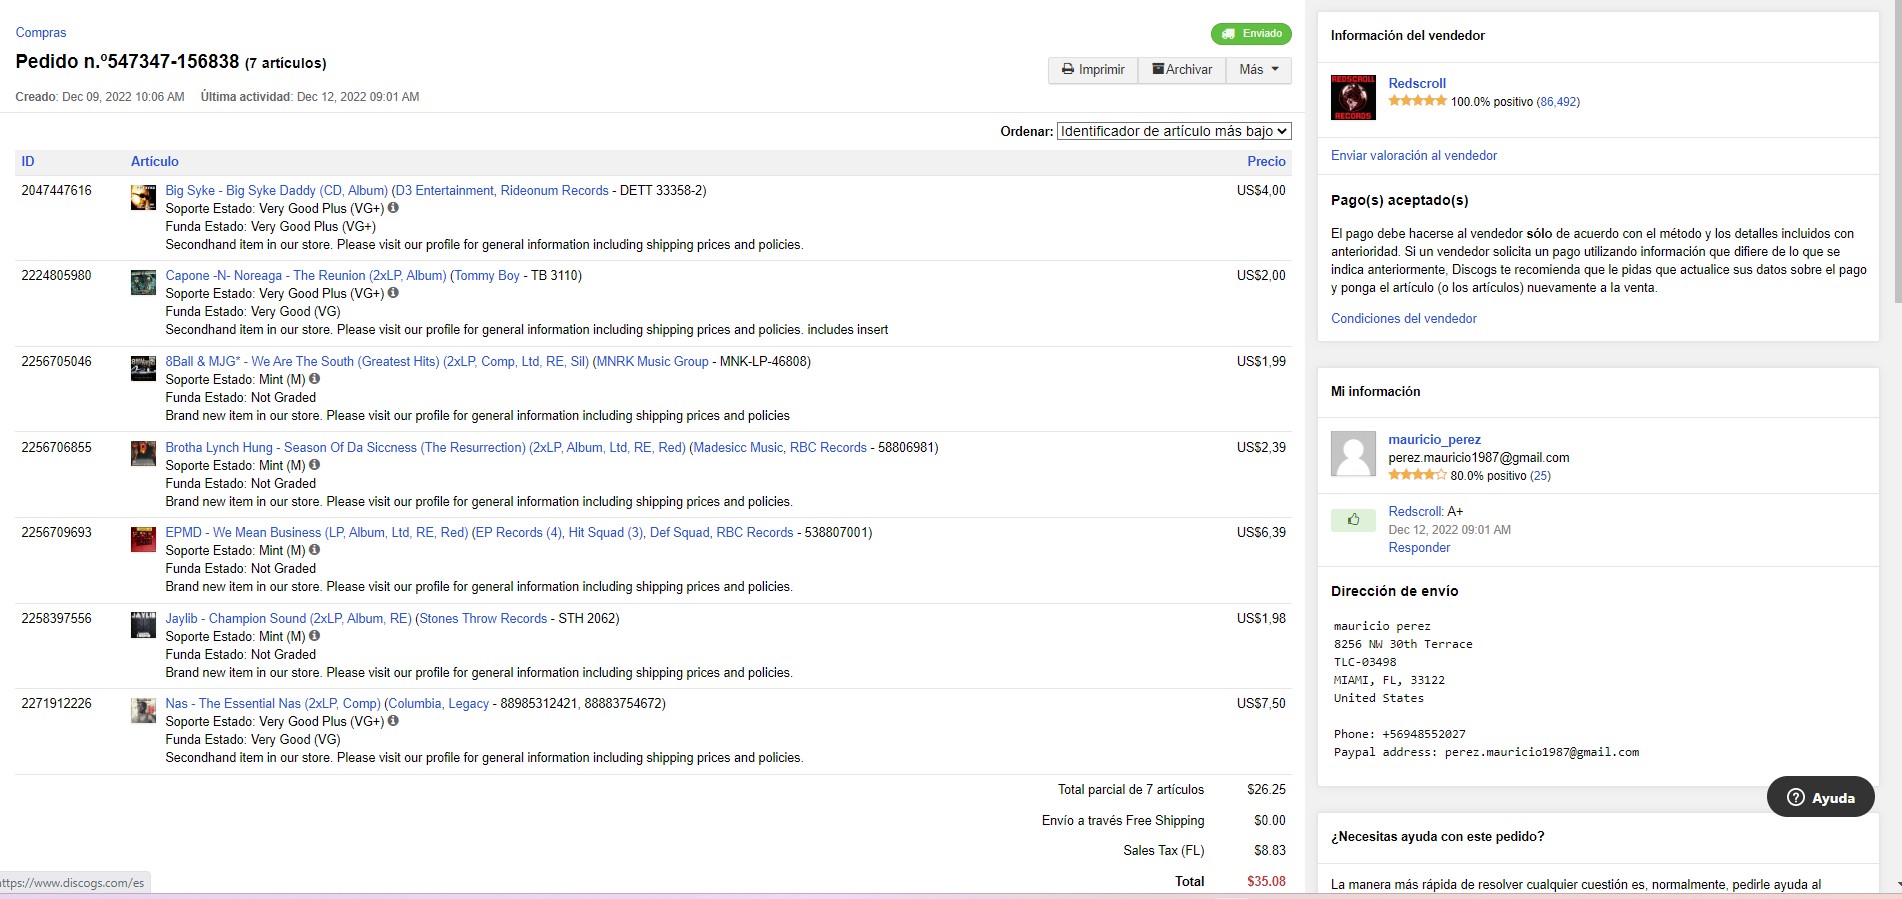 Compras
Enviado
Pedido n.º547347-156838 (7 artículos)
Imprimir Archivar Más
Creado: Dec 09, 2022 10:06 AM Última actividad: Dec 12, 2022 09:01 AM
Ordenar: Identificador de artículo más bajo
ID Artículo Precio
2047447616 Big Syke - Big Syke Daddy (CD, Album) (D3 Entertainment, Rideonum Records - DETT 33358-2) US$4,00
Soporte Estado: Very Good Plus (VG+)
Funda Estado: Very Good Plus (VG+)
Secondhand item in our store. Please visit our profile for general information including shipping prices and policies.
2224805980 Capone -N- Noreaga - The Reunion (2xLP, Album) (Tommy Boy - TB 3110) US$2,00
Soporte Estado: Very Good Plus (VG+)
Funda Estado: Very Good (VG)
Secondhand item in our store. Please visit our profile for general information including shipping prices and policies. includes insert
2256705046 8Ball & MJG* - We Are The South (Greatest Hits) (2xLP, Comp, Ltd, RE, Sil) (MNRK Music Group - MNK-LP-46808) US$1,99
Soporte Estado: Mint (M)
Funda Estado: Not Graded
Brand new item in our store. Please visit our profile for general information including shipping prices and policies
2256706855 Brotha Lynch Hung - Season Of Da Siccness (The Resurrection) (2xLP, Album, Ltd, RE, Red) (Madesicc Music, RBC Records - 58806981) US$2,39
Soporte Estado: Mint (M)
Funda Estado: Not Graded
Brand new item in our store. Please visit our profile for general information including shipping prices and policies.
2256709693 EPMD - We Mean Business (LP, Album, Ltd, RE, Red) (EP Records (4), Hit Squad (3), Def Squad, RBC Records - 538807001) US$6,39
Soporte Estado: Mint (M)
Funda Estado: Not Graded
Brand new item in our store. Please visit our profile for general information including shipping prices and policies.
2258397556 Jaylib - Champion Sound (2xLP, Album, RE) (Stones Throw Records - STH 2062) US$1,98
Soporte Estado: Mint (M)
Funda Estado: Not Graded
Brand new item in our store. Please visit our profile for general information including shipping prices and policies.
2271912226 Nas - The Essential Nas (2xLP, Comp) (Columbia, Legacy - 88985312421, 88883754672) US$7,50
Soporte Estado: Very Good Plus (VG+)
Funda Estado: Very Good (VG)
Secondhand item in our store. Please visit our profile for general information including shipping prices and policies.
Total parcial de 7 artículos $26.25
Envío a través Free Shipping $0.00
Sales Tax (FL) $8.83
Total $35.08
https://www.discogs.com/es
Información del vendedor
REDSCROLL
RECORDS
Redscroll
100.0% positivo (86,492)
Enviar valoración al vendedor
Pago(s) aceptado(s)
El pago debe hacerse al vendedor sólo de acuerdo con el método y los detalles incluidos con
anterioridad. Si un vendedor solicita un pago utilizando información que difiere de lo que se
indica anteriormente, Discogs te recomienda que le pidas que actualice sus datos sobre el pago
y ponga el artículo (o los artículos) nuevamente a la venta.
Condiciones del vendedor
Mi información
mauricio_perez
perez.mauricio1987@gmail.com
80.0% positivo (25)
Redscroll: A+
Dec 12, 2022 09:01 AM
Responder
Dirección de envío
mauricio perez
8256 NW 30th Terrace
TLC-03498
MIAMI, FL, 33122
United States
Phone: +56948552027
Paypal address: perez.mauricio1987@gmail.com
Ayuda
¿Necesitas ayuda con este pedido?
La manera más rápida de resolver cualquier cuestión es, normalmente, pedirle ayuda al